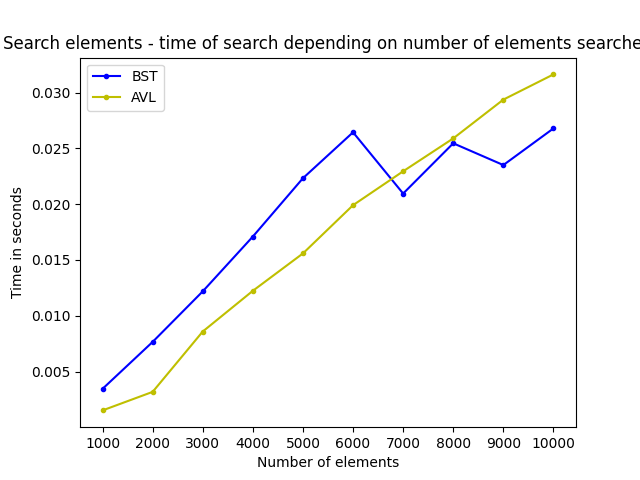 Search elements - time of search depending on number of elements searche
BST
AVL
0.030
0.025
0.020
0.015
0.010
0.005
Time in seconds
1000 2000 3000 4000 5000 6000 7000 8000 9000 10000
Number of elements